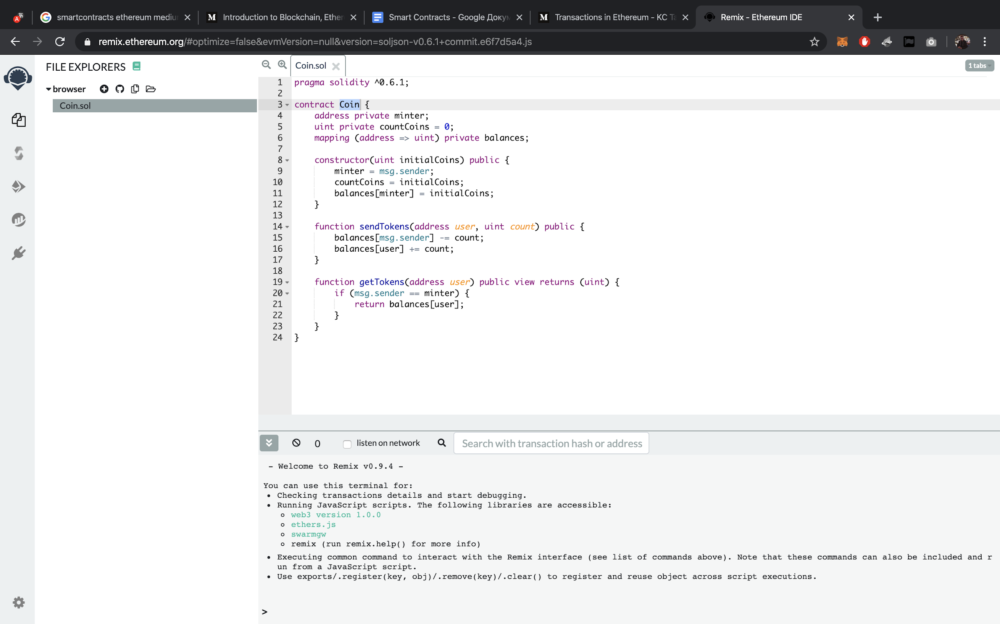 smartcontracts ethereum mediu
Introduction to Blockchain, Ether
Smart Contracts - Google Докум
Transactions in Ethereum - KC Ta
Remix - Ethereum IDE
remix.ethereum.org/#optimize=false&evmVersion=null&version=soljson-v0.6.1+commit.e6f7d5a4.js
FILE EXPLORERS
browser
Coin.sol
Coin.sol
1 tabs
1 pragma solidity ^0.6.1;
2
3 contract Coin {
4     address private minter;
5     uint private countCoins = 0;
6     mapping (address => uint) private balances;
7
8     constructor(uint initialCoins) public {
9         minter = msg.sender;
10         countCoins = initialCoins;
11         balances[minter] = initialCoins;
12     }
13
14     function sendTokens(address user, uint count) public {
15         balances[msg.sender] -= count;
16         balances[user] += count;
17     }
18
19     function getTokens(address user) public view returns (uint) {
20         if (msg.sender == minter) {
21             return balances[user];
22         }
23     }
24 }
0
listen on network
Search with transaction hash or address
- Welcome to Remix v0.9.4 -
You can use this terminal for:
• Checking transactions details and start debugging.
• Running JavaScript scripts. The following libraries are accessible:
o web3 version 1.0.0
o ethers.js
o swarmgw
o remix (run remix.help() for more info)
• Executing common command to interact with the Remix interface (see list of commands above). Note that these commands can also be included and r
un from a JavaScript script.
• Use exports/.register(key, obj)/.remove(key)/.clear() to register and reuse object across script executions.
>